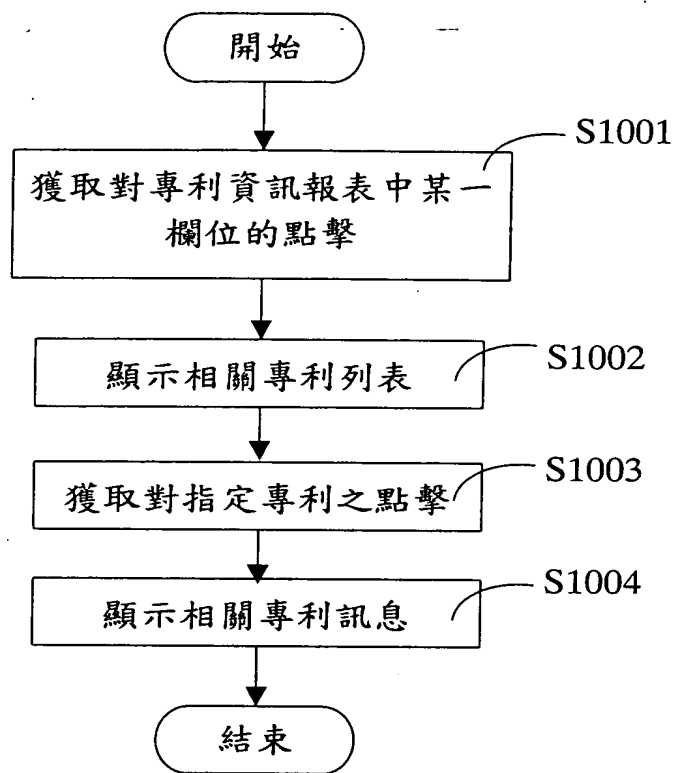 開始
S1001
獲取對專利資訊報表中某一
欄位的點擊
S1002
顯示相關專利列表
S1003
獲取對指定專利之點擊
S1004
顯示相關專利訊息
結束